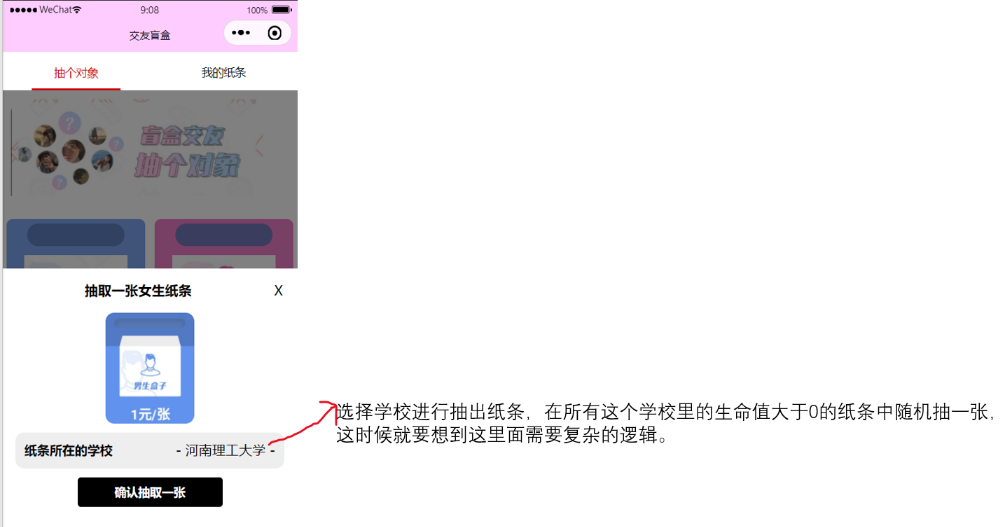 ●●●●● WeChat 9:08 100%
交友盲盒
抽个对象 我的纸条
盲盒交友
抽个对象
抽取一张女生纸条 X
男生盒子
1元/张
纸条所在的学校 - 河南理工大学 -
确认抽取一张
选择学校进行抽出纸条，在所有这个学校里的生命值大于0的纸条中随机抽一张，
这时候就要想到这里面需要复杂的逻辑。